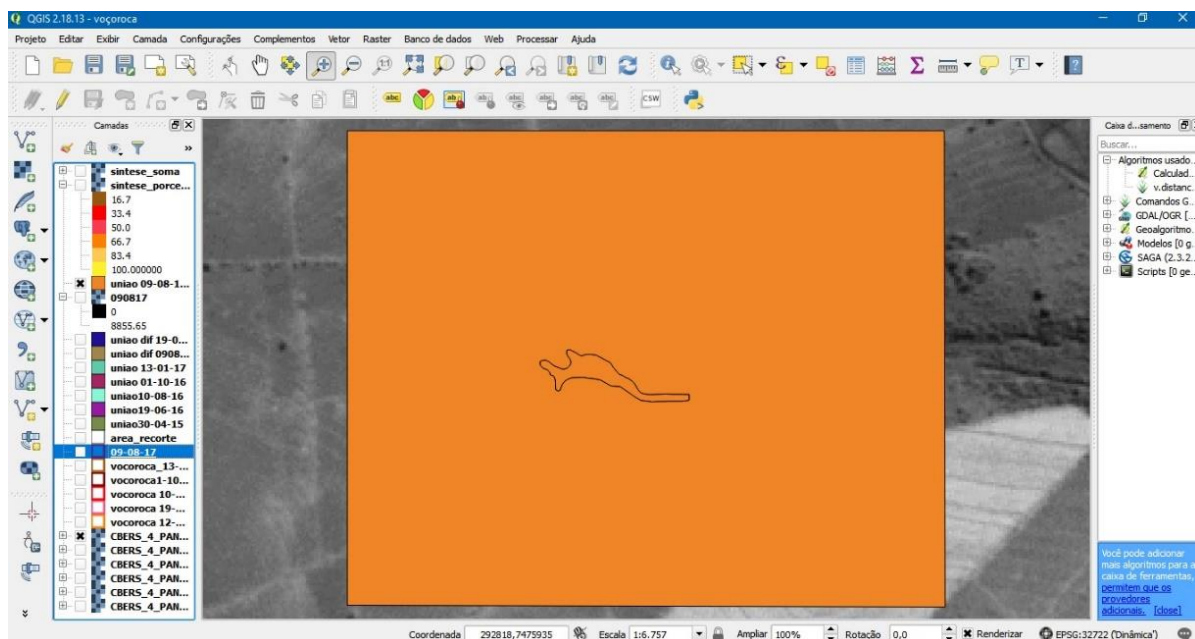 QGIS 2.18.13 - voçoroca
Projeto Editar Exibir Camada Configurações Complementos Vetor Raster Banco de dados Web Processar Ajuda
CSW
Camadas
sintese_soma
sintese_porce...
16.7
33.4
50.0
66.7
83.4
100.000000
uniao 09-08-1...
090817
0
8855.65
uniao dif 19-0...
uniao dif 0908...
uniao 13-01-17
uniao 01-10-16
uniao10-08-16
uniao19-06-16
uniao30-04-15
area_recorte
09-08-17
vocoroca_13-...
vocoroca1-10...
vocoroca 10-...
vocoroca 19-...
vocoroca 12-...
CBERS_4_PAN...
CBERS_4_PAN...
CBERS_4_PAN...
CBERS_4_PAN...
CBERS_4_PAN...
CBERS_4_PAN...
Caixa d...samento
Buscar...
Algoritmos usado...
Calculad...
v.distanc...
Comandos G...
GDAL/OGR [...
Geoalgoritmo...
Modelos [0 g...
SAGA (2.3.2...
Scripts [0 ge...
Você pode adicionar
mais algoritmos para a
caixa de ferramentas,
permitem que os
provedores
adicionais. [close]
Coordenada 292818,7475935 Escala 1:6.757 Ampliar 100% Rotação 0,0 Renderizar EPSG:32722 (Dinâmica)